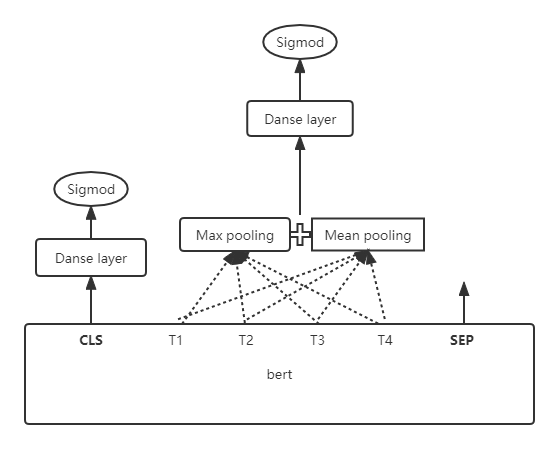 Sigmod
Danse layer
Sigmod
Danse layer
Max pooling
Mean pooling
CLS
T1
T2
T3
T4
SEP
bert